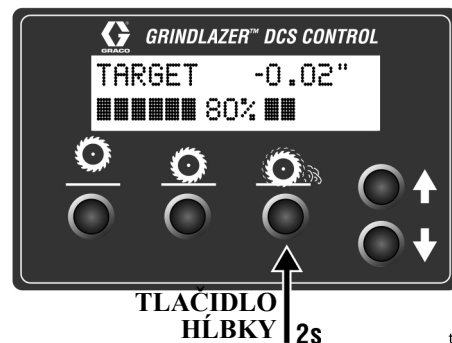 GRACO
GRINDLAZER™ DCS CONTROL
TARGET -0.02"
80%
TLAČIDLO
HĹBKY
2s
t